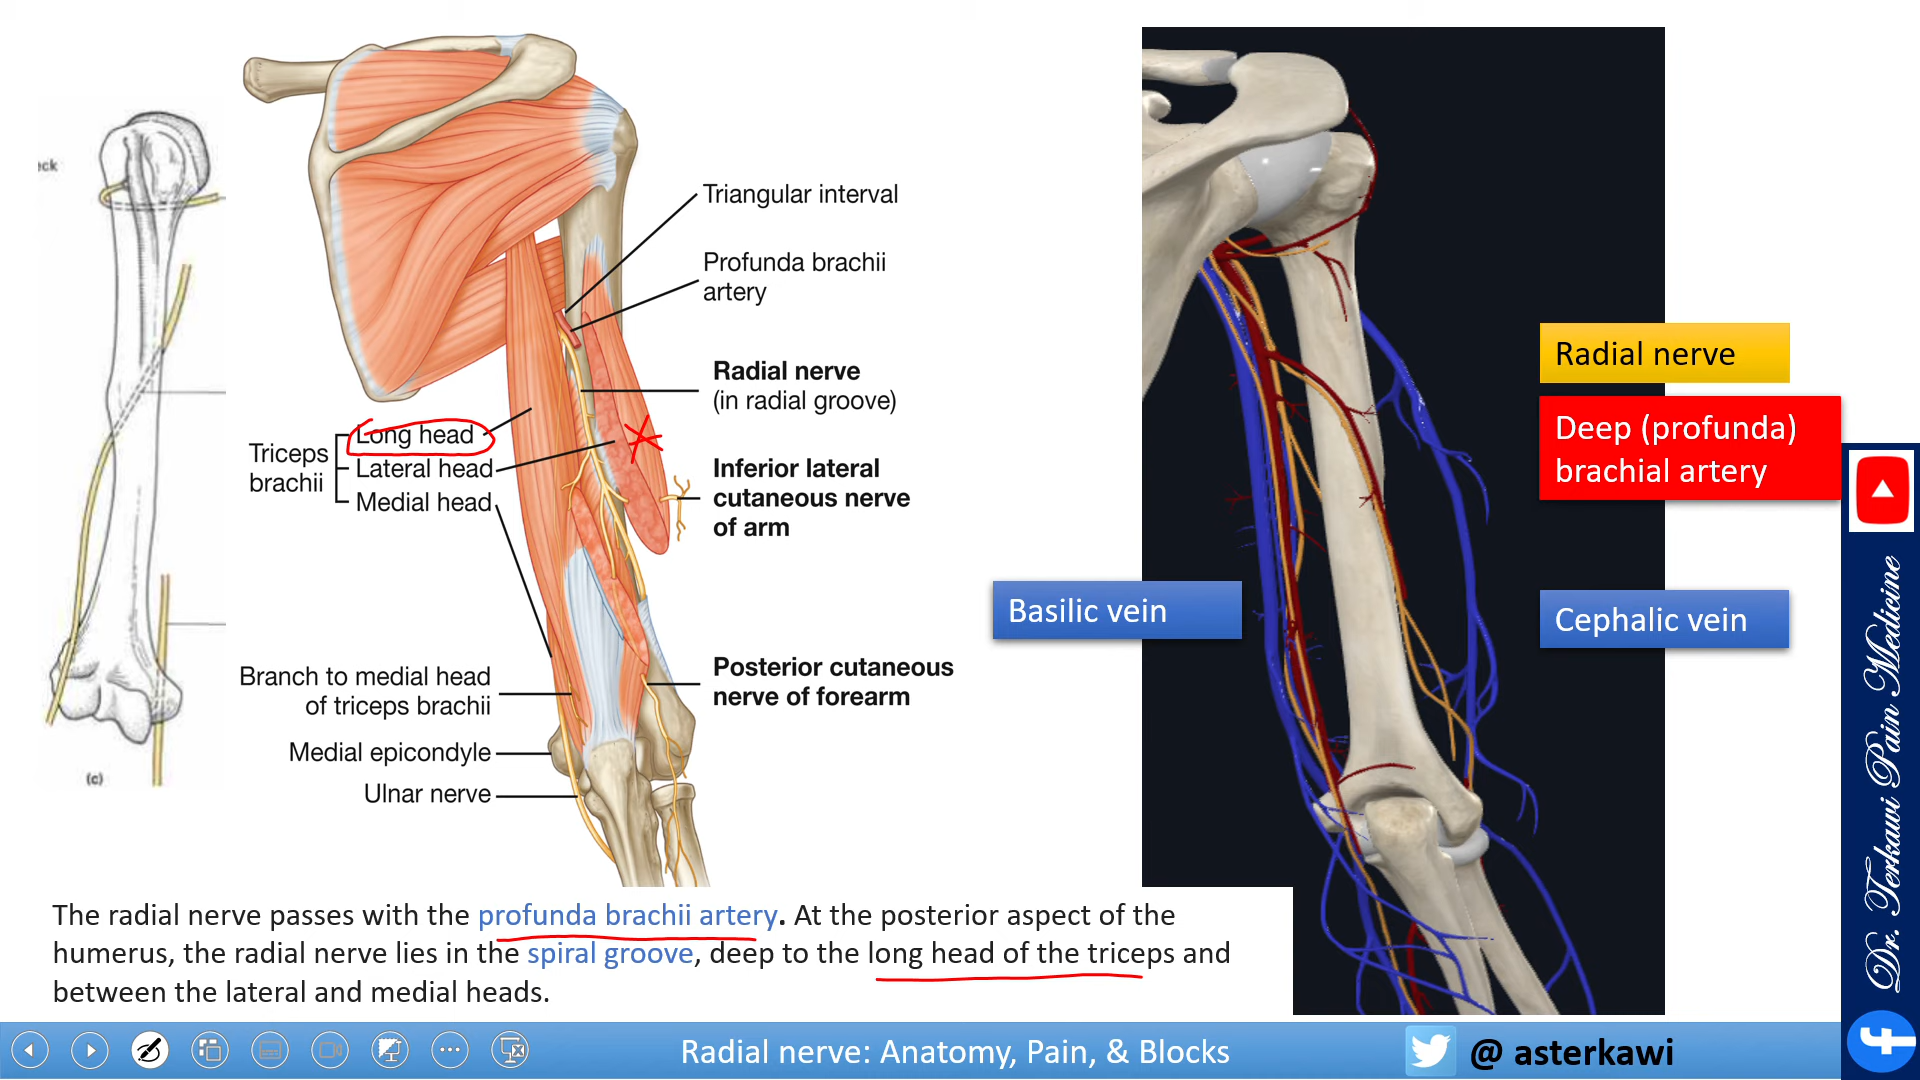 eck
Triangular interval
Profunda brachii
artery
Radial nerve
(in radial groove)
Triceps
brachii
Long head
Lateral head
Medial head
Inferior lateral
cutaneous nerve
of arm
Branch to medial head
of triceps brachii
Posterior cutaneous
nerve of forearm
Medial epicondyle
Ulnar nerve
(c)
Radial nerve
Deep (profunda)
brachial artery
Basilic vein
Cephalic vein
The radial nerve passes with the profunda brachii artery. At the posterior aspect of the
humerus, the radial nerve lies in the spiral groove, deep to the long head of the triceps and
between the lateral and medial heads.
Dr. Terkawi Pain Medicine
Radial nerve: Anatomy, Pain, & Blocks
@ asterkawi